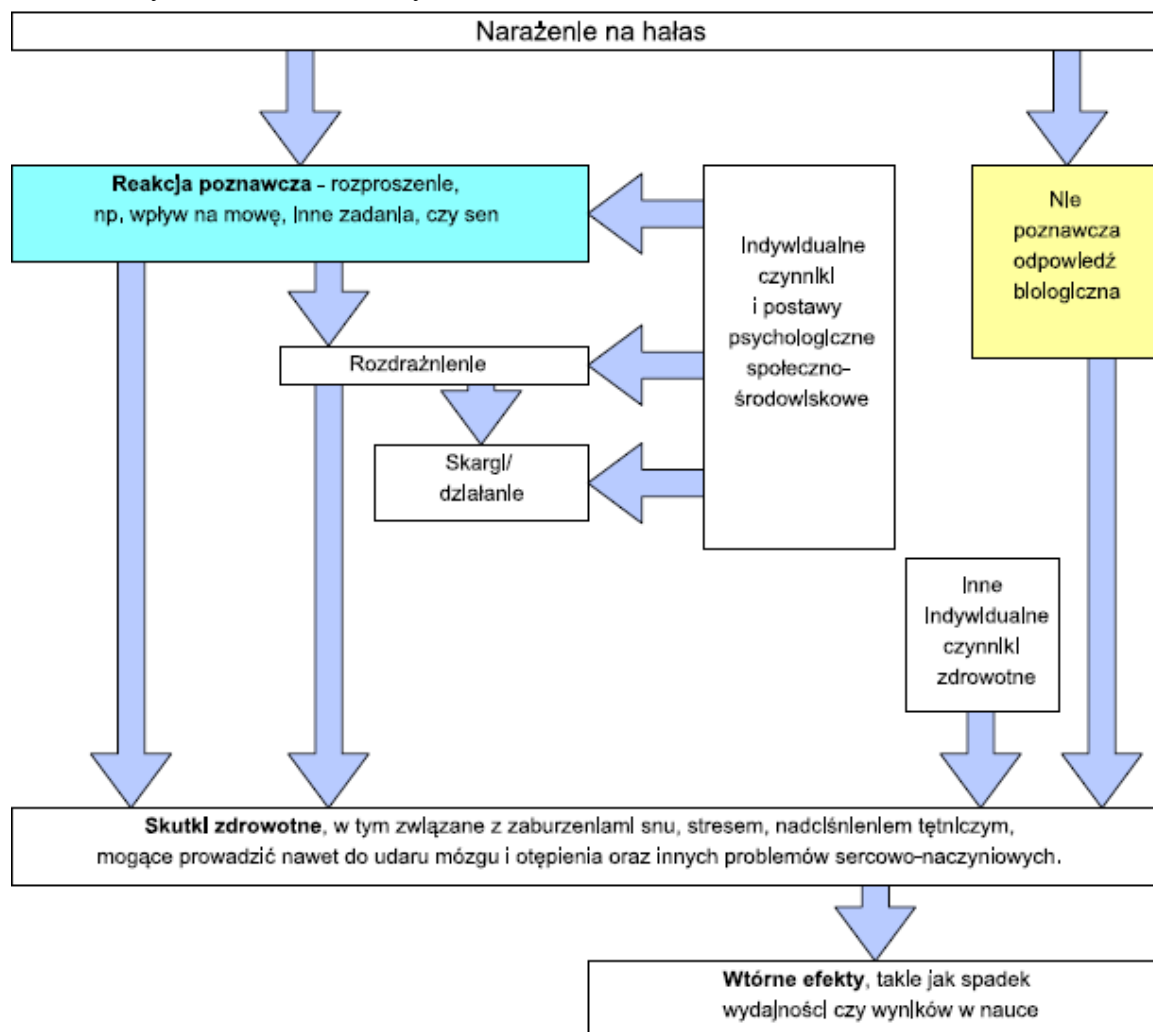 Narażenie na hałas
Reakcja poznawcza - rozproszenie,
np. wpływ na mowę, inne zadania, czy sen
Indywidualne
czynniki
i postawy
psychologiczne
społeczno-
środowiskowe
Nie
poznawcza
odpowiedź
biologiczna
Rozdrażnienie
Skargi/
działanie
Inne
indywidualne
czynniki
zdrowotne
Skutki zdrowotne, w tym związane z zaburzeniami snu, stresem, nadciśnieniem tętniczym,
mogące prowadzić nawet do udaru mózgu i otępienia oraz innych problemów sercowo-naczyniowych.
Wtórne efekty, takie jak spadek
wydajności czy wyników w nauce